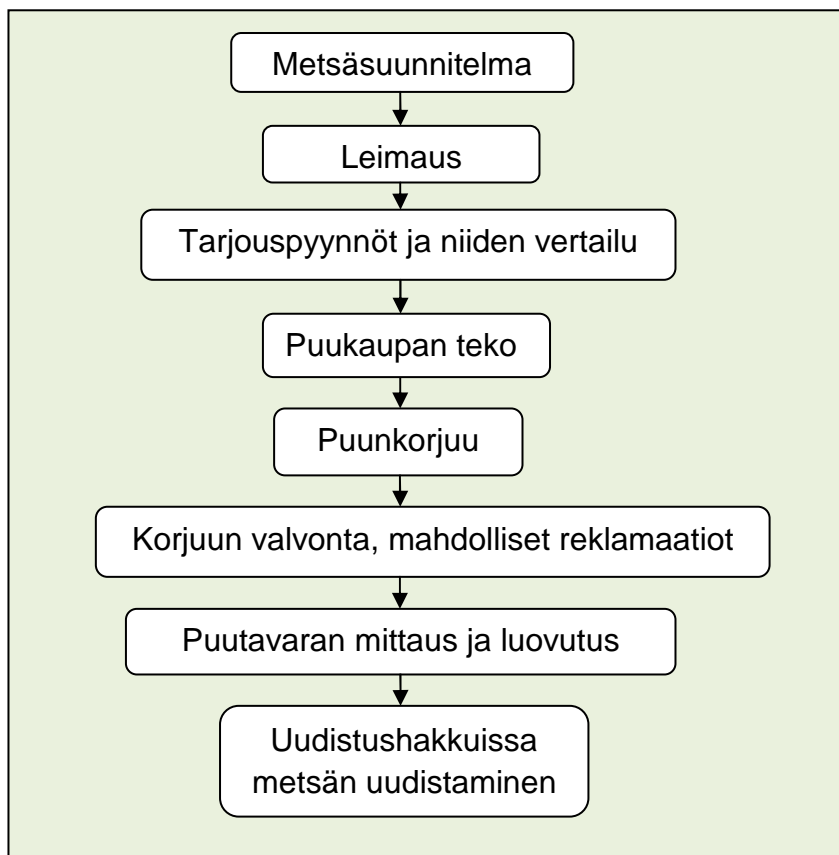 Metsäsuunnitelma
Leimaus
Tarjouspyynnöt ja niiden vertailu
Puukaupan teko
Puunkorjuu
Korjuun valvonta, mahdolliset reklamaatiot
Puutavaran mittaus ja luovutus
Uudistushakkuissa
metsän uudistaminen